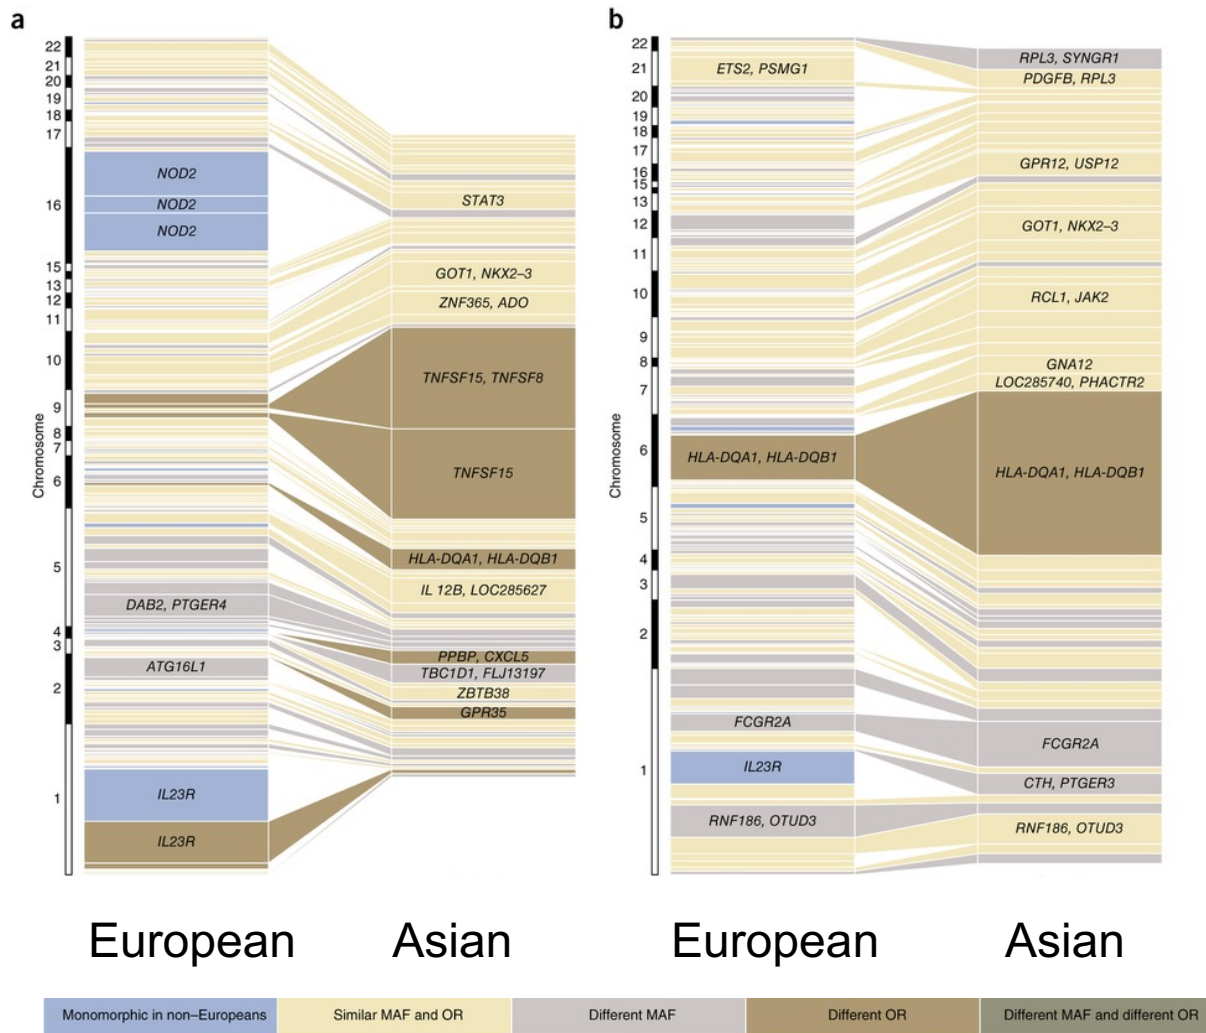 a
b
22
21
20
19
18
17
16
15
13
12
11
10
9
8
7
6
5
4
3
2
1
Chromosome
NOD2
NOD2
NOD2
DAB2, PTGER4
ATG16L1
IL23R
IL23R
STAT3
GOT1, NKX2–3
ZNF365, ADO
TNFSF15, TNFSF8
TNFSF15
HLA-DQA1, HLA-DQB1
IL 12B, LOC285627
PPBP, CXCL5
TBC1D1, FLJ13197
ZBTB38
GPR35
22
21
20
19
18
17
16
15
13
12
11
10
9
8
7
6
5
4
3
2
1
Chromosome
ETS2, PSMG1
HLA-DQA1, HLA-DQB1
FCGR2A
IL23R
RNF186, OTUD3
RPL3, SYNGR1
PDGFB, RPL3
GPR12, USP12
GOT1, NKX2–3
RCL1, JAK2
GNA12
LOC285740, PHACTR2
HLA-DQA1, HLA-DQB1
FCGR2A
CTH, PTGER3
RNF186, OTUD3
European Asian
European Asian
Monomorphic in non–Europeans
Similar MAF and OR
Different MAF
Different OR
Different MAF and different OR